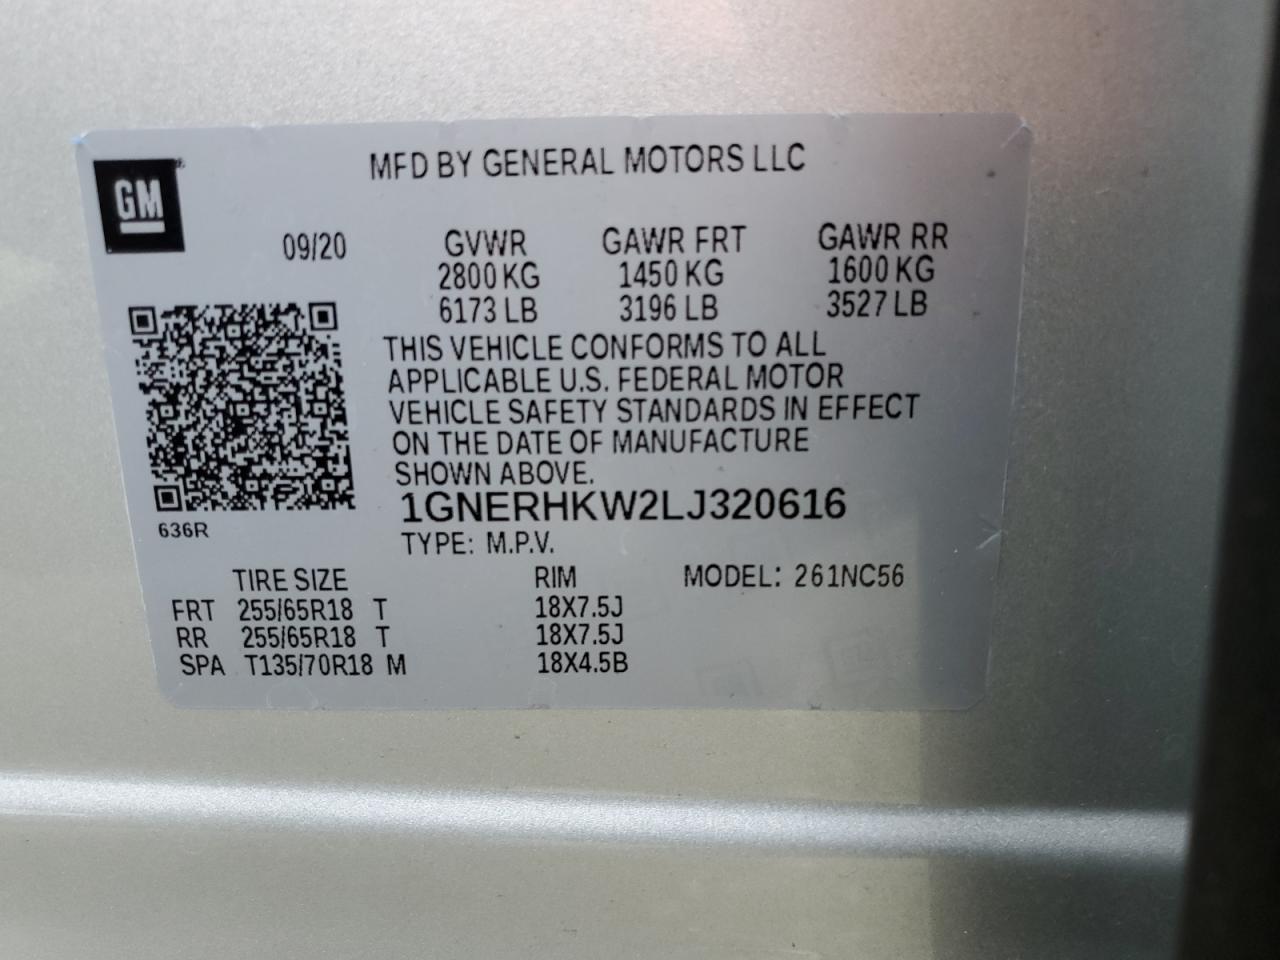 MFD BY GENERAL MOTORS LLC
GM
09/20 GVWR GAWR FRT GAWR RR
2800 KG 1450 KG 1600 KG
6173 LB 3196 LB 3527 LB
THIS VEHICLE CONFORMS TO ALL
APPLICABLE U.S. FEDERAL MOTOR
VEHICLE SAFETY STANDARDS IN EFFECT
ON THE DATE OF MANUFACTURE
SHOWN ABOVE.
1GNERHKW2LJ320616
636R
TYPE: M.P.V.
TIRE SIZE RIM MODEL: 261NC56
FRT 255/65R18 T 18X7.5J
RR 255/65R18 T 18X7.5J
SPA T135/70R18 M 18X4.5B